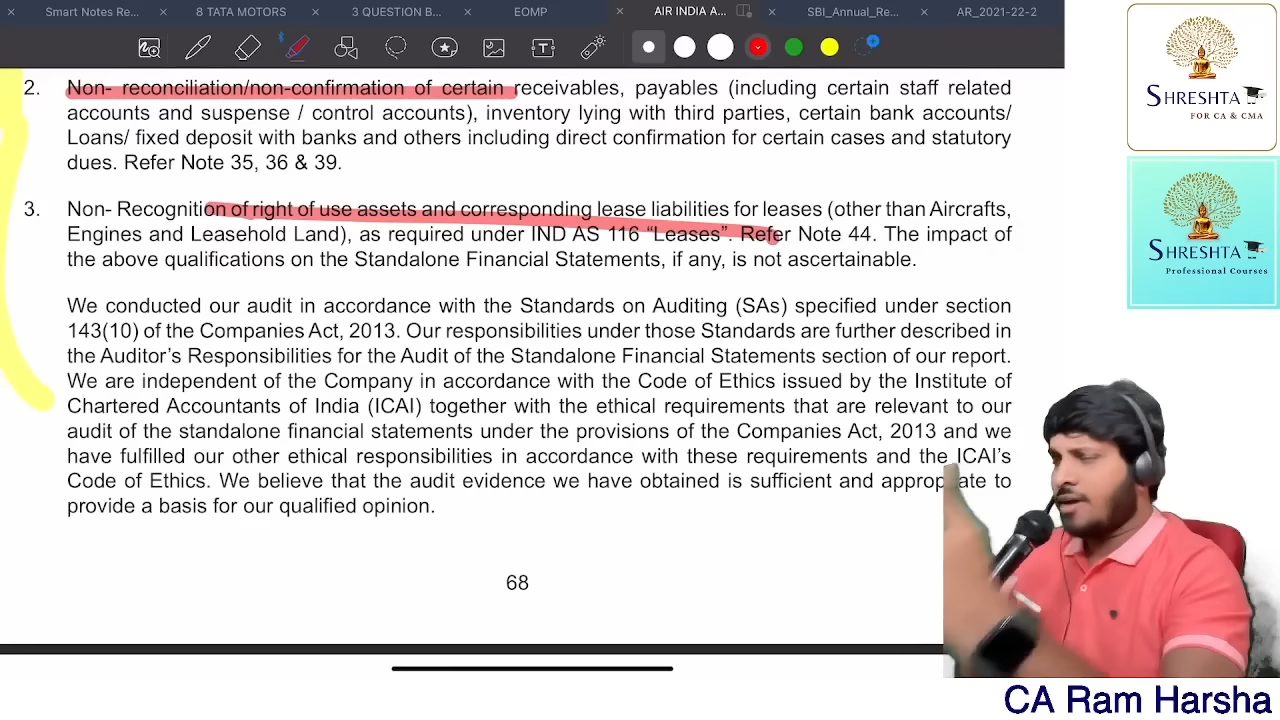 Smart Notes Re...
8 TATA MOTORS
3 QUESTION B...
EOMP
AIR INDIA A...
SBI_Annual_Re...
AR_2021-22-2
2. Non- reconciliation/non-confirmation of certain receivables, payables (including certain staff related
accounts and suspense / control accounts), inventory lying with third parties, certain bank accounts/
Loans/ fixed deposit with banks and others including direct confirmation for certain cases and statutory
dues. Refer Note 35, 36 & 39.
3. Non- Recognition of right of use assets and corresponding lease liabilities for leases (other than Aircrafts,
Engines and Leasehold Land), as required under IND AS 116 “Leases”. Refer Note 44. The impact of
the above qualifications on the Standalone Financial Statements, if any, is not ascertainable.
We conducted our audit in accordance with the Standards on Auditing (SAs) specified under section
143(10) of the Companies Act, 2013. Our responsibilities under those Standards are further described in
the Auditor’s Responsibilities for the Audit of the Standalone Financial Statements section of our report.
We are independent of the Company in accordance with the Code of Ethics issued by the Institute of
Chartered Accountants of India (ICAI) together with the ethical requirements that are relevant to our
audit of the standalone financial statements under the provisions of the Companies Act, 2013 and we
have fulfilled our other ethical responsibilities in accordance with these requirements and the ICAI’s
Code of Ethics. We believe that the audit evidence we have obtained is sufficient and appropriate to
provide a basis for our qualified opinion.
68
SHRESHTA
FOR CA & CMA
SHRESHTA
Professional Courses
CA Ram Harsha